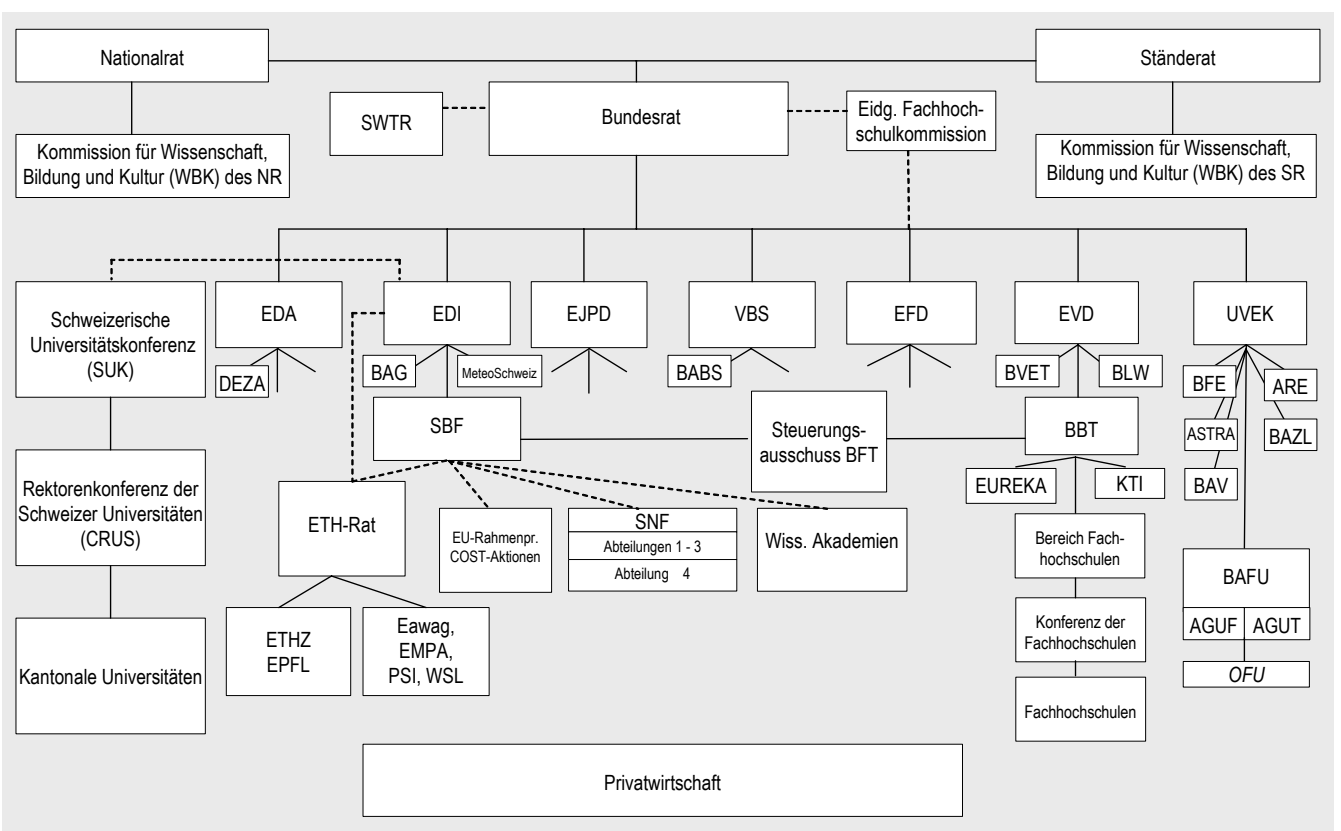 Nationalrat
Ständerat
SWTR
Bundesrat
Eidg. Fachhoch-
schulkommission
Kommission für Wissenschaft,
Bildung und Kultur (WBK) des NR
Kommission für Wissenschaft,
Bildung und Kultur (WBK) des SR
Schweizerische
Universitätskonferenz
(SUK)
EDA
EDI
EJPD
VBS
EFD
EVD
UVEK
DEZA
BAG
MeteoSchweiz
BABS
BVET
BLW
BFE
ARE
SBF
Steuerungs-
ausschuss BFT
BBT
ASTRA
BAZL
EUREKA
KTI
BAV
Rektorenkonferenz der
Schweizer Universitäten
(CRUS)
ETH-Rat
EU-Rahmenpr.
COST-Aktionen
SNF
Abteilungen 1 - 3
Abteilung 4
Wiss. Akademien
Bereich Fach-
hochschulen
BAFU
AGUF
AGUT
OFU
Kantonale Universitäten
ETHZ
EPFL
Eawag,
EMPA,
PSI, WSL
Konferenz der
Fachhochschulen
Fachhochschulen
Privatwirtschaft